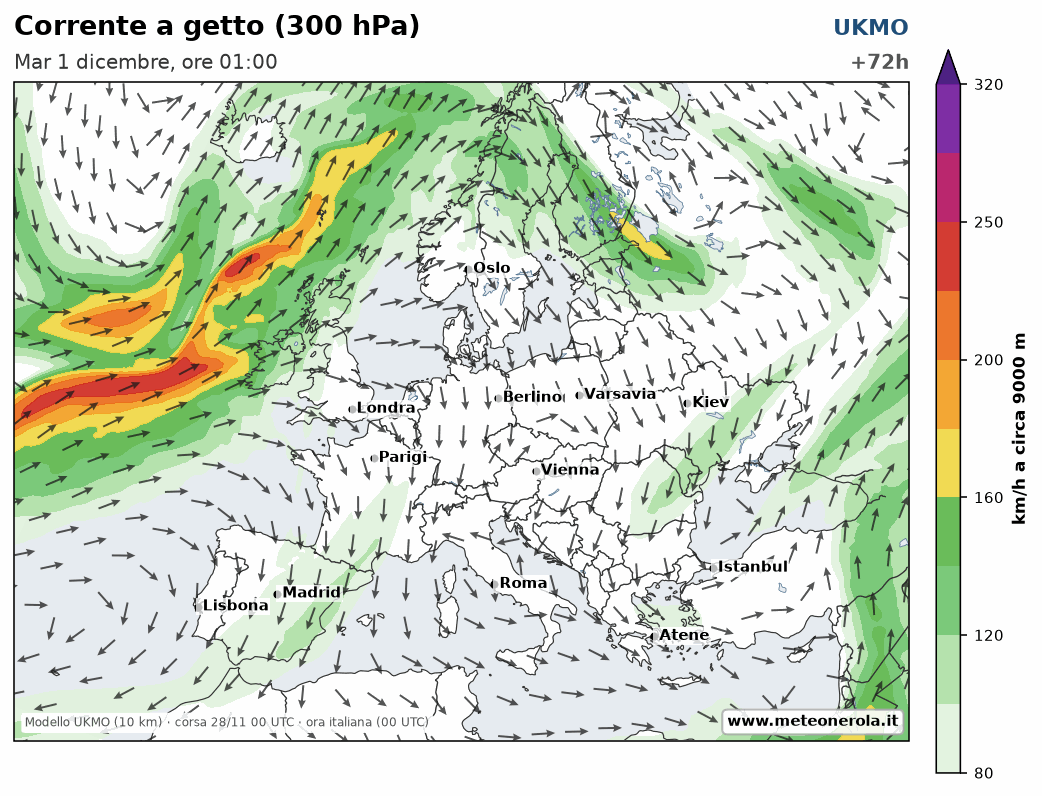 Corrente a getto (300 hPa)
UKMO
Mar 1 dicembre, ore 01:00
+72h
320
250
200
160
120
80
km/h a circa 9000 m
Oslo
Londra
Berlino
Varsavia
Kiev
Parigi
Vienna
Istanbul
Roma
Madrid
Lisbona
Atene
Modello UKMO (10 km) · corsa 28/11 00 UTC · ora italiana (00 UTC)
www.meteonerola.it